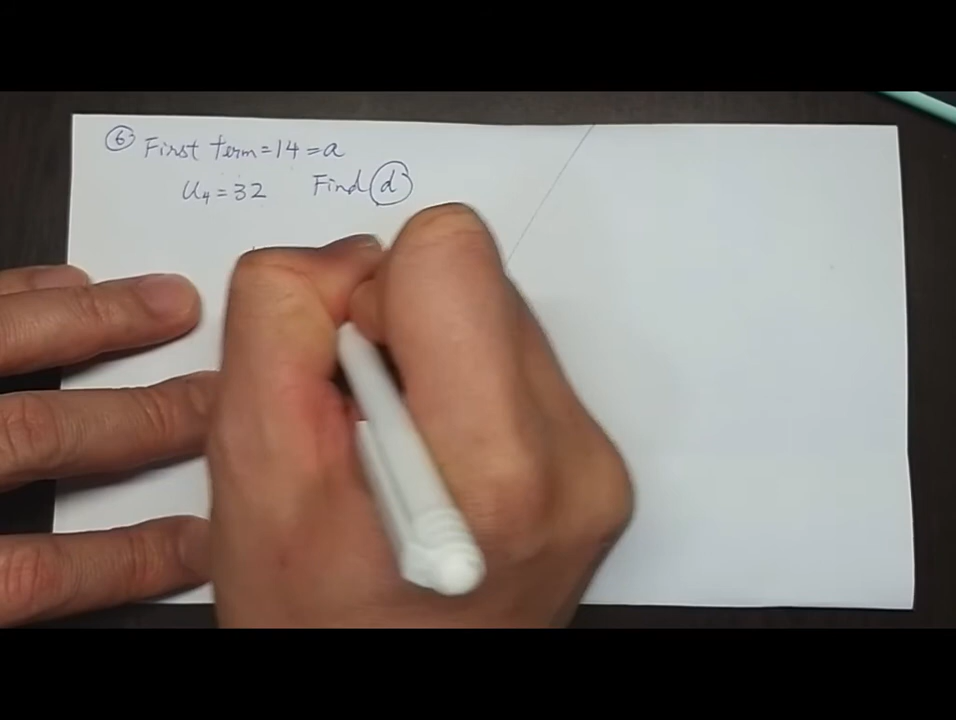 ⑥ First term = 14 = a
U₄ = 32 Find d